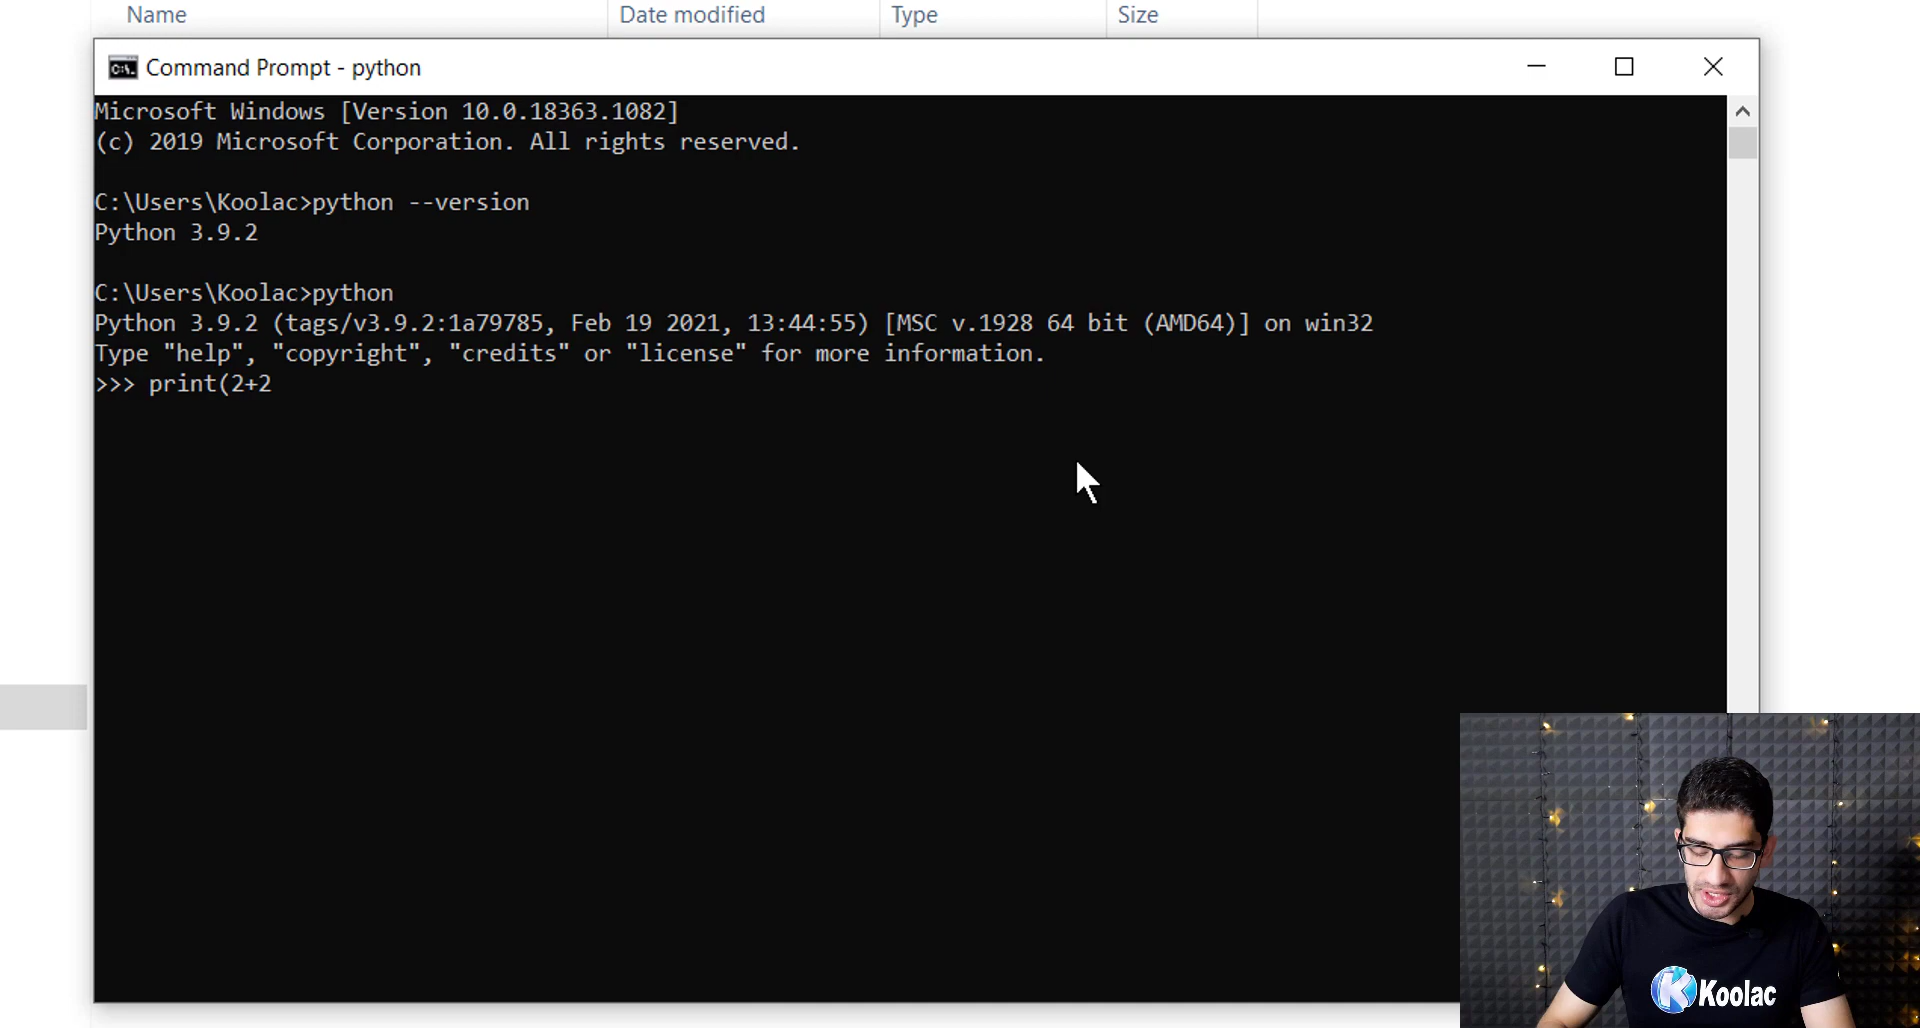 Name Date modified Type Size
C:\. Command Prompt - python
Microsoft Windows [Version 10.0.18363.1082]
(c) 2019 Microsoft Corporation. All rights reserved.
C:\Users\Koolac>python --version
Python 3.9.2
C:\Users\Koolac>python
Python 3.9.2 (tags/v3.9.2:1a79785, Feb 19 2021, 13:44:55) [MSC v.1928 64 bit (AMD64)] on win32
Type "help", "copyright", "credits" or "license" for more information.
>>> print(2+2
K Koolac